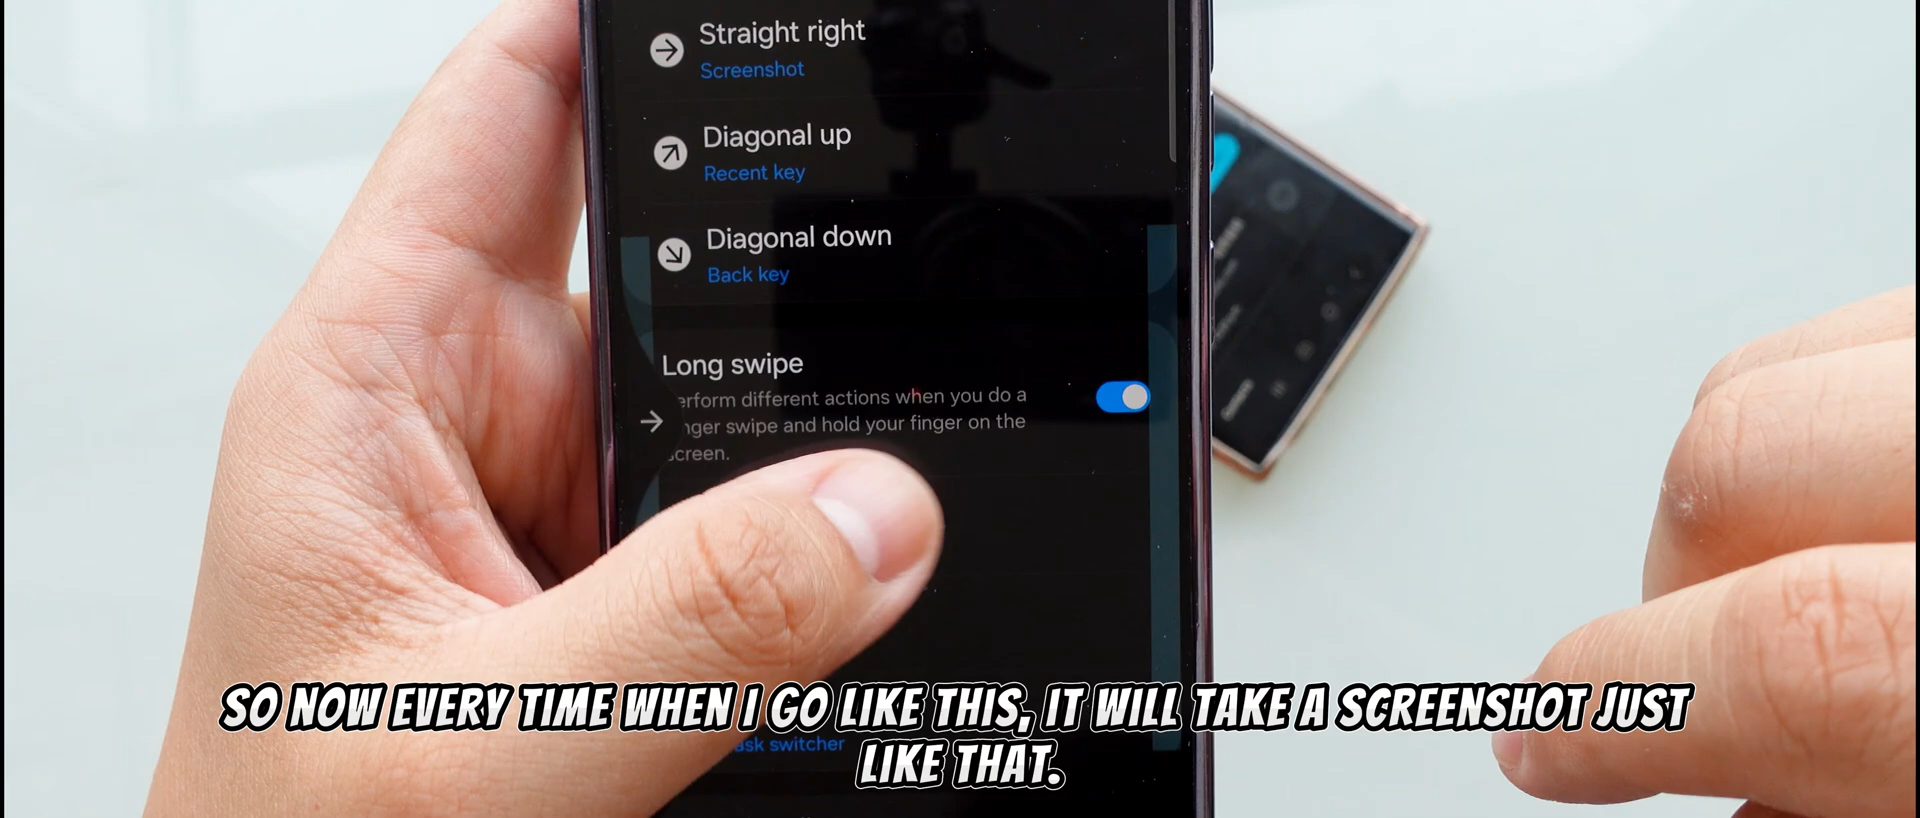 Straight right
Screenshot
Diagonal up
Recent key
Diagonal down
Back key
Long swipe
erform different actions when you do a
nger swipe and hold your finger on the
creen.
SO NOW EVERY TIME WHEN I GO LIKE THIS, IT WILL TAKE A SCREENSHOT JUST
ask switcher
LIKE THAT.